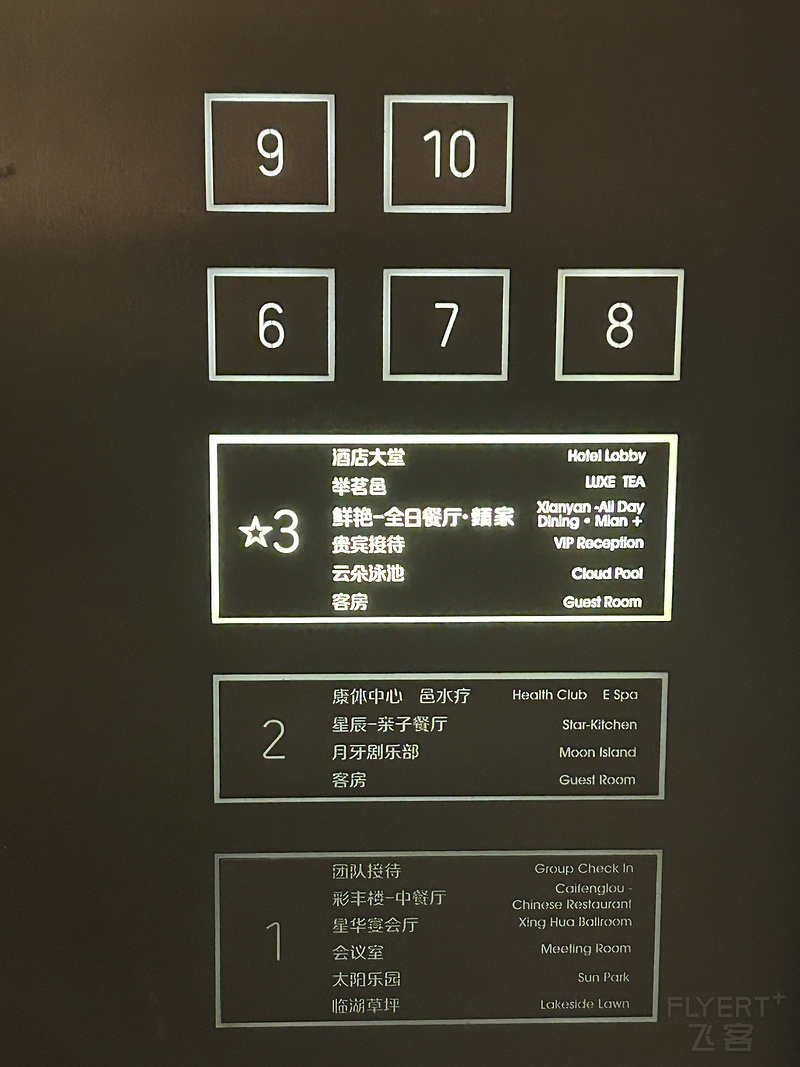 9 10
6 7 8
☆3
酒店大堂 Hotel Lobby
举茗邑 LUXE TEA
鲜艳-全日餐厅·麵家 Xianyan -All Day
Dining • Mian +
贵宾接待 VIP Reception
云朵泳池 Cloud Pool
客房 Guest Room
2
康休中心 邑水疗 Health Club E Spa
星辰-亲子餐厅 Star-Kitchen
月牙剧乐部 Moon Island
客房 Guest Room
1
团队接待 Group Check In
彩丰楼-中餐厅 Caifenglou -
Chinese Restaurant
星华宴会厅 Xing Hua Ballroom
会议室 Meeting Room
太阳乐园 Sun Park
临湖草坪 Lakeside Lawn
FLYERT+
飞客